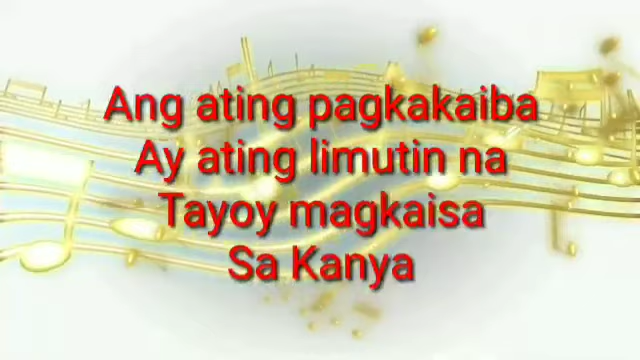 Ang ating pagkakaiba
Ay ating limutin na
Tayoy magkaisa
Sa Kanya